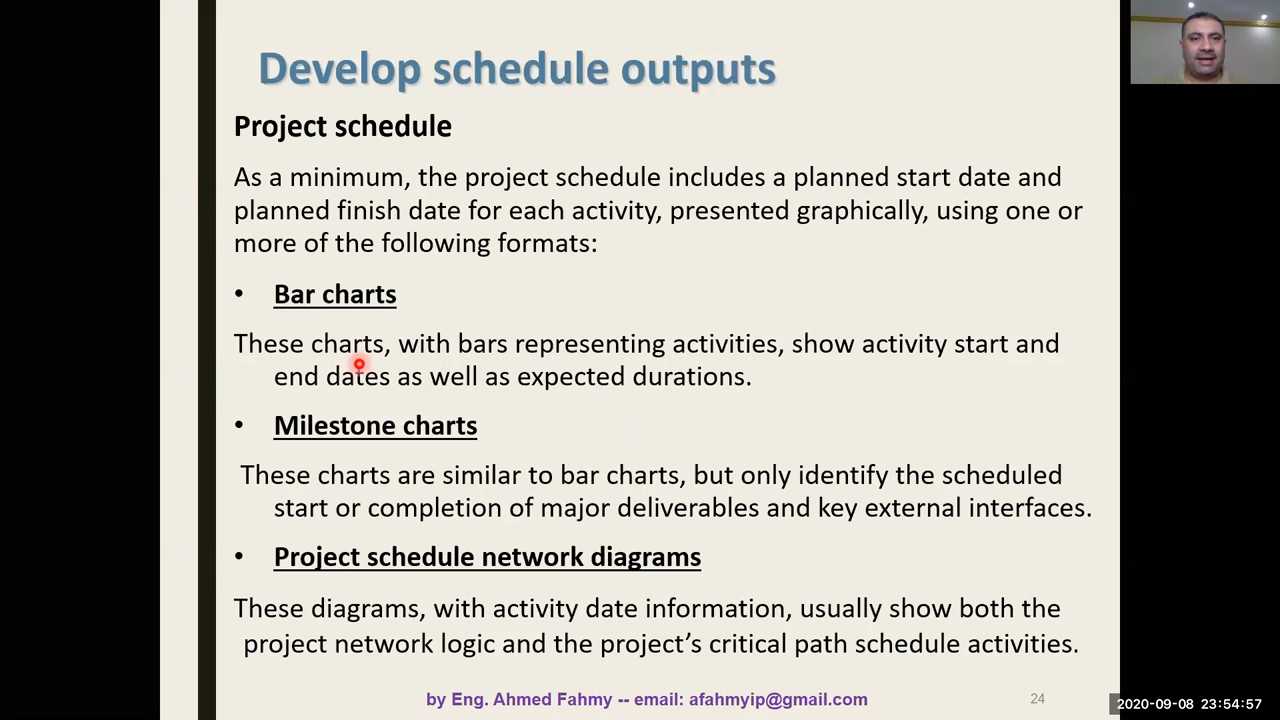 Develop schedule outputs
Project schedule
As a minimum, the project schedule includes a planned start date and
planned finish date for each activity, presented graphically, using one or
more of the following formats:
• Bar charts
These charts, with bars representing activities, show activity start and
end dates as well as expected durations.
• Milestone charts
These charts are similar to bar charts, but only identify the scheduled
start or completion of major deliverables and key external interfaces.
• Project schedule network diagrams
These diagrams, with activity date information, usually show both the
project network logic and the project’s critical path schedule activities.
by Eng. Ahmed Fahmy -- email: afahmyip@gmail.com
24
2020-09-08 23:54:57